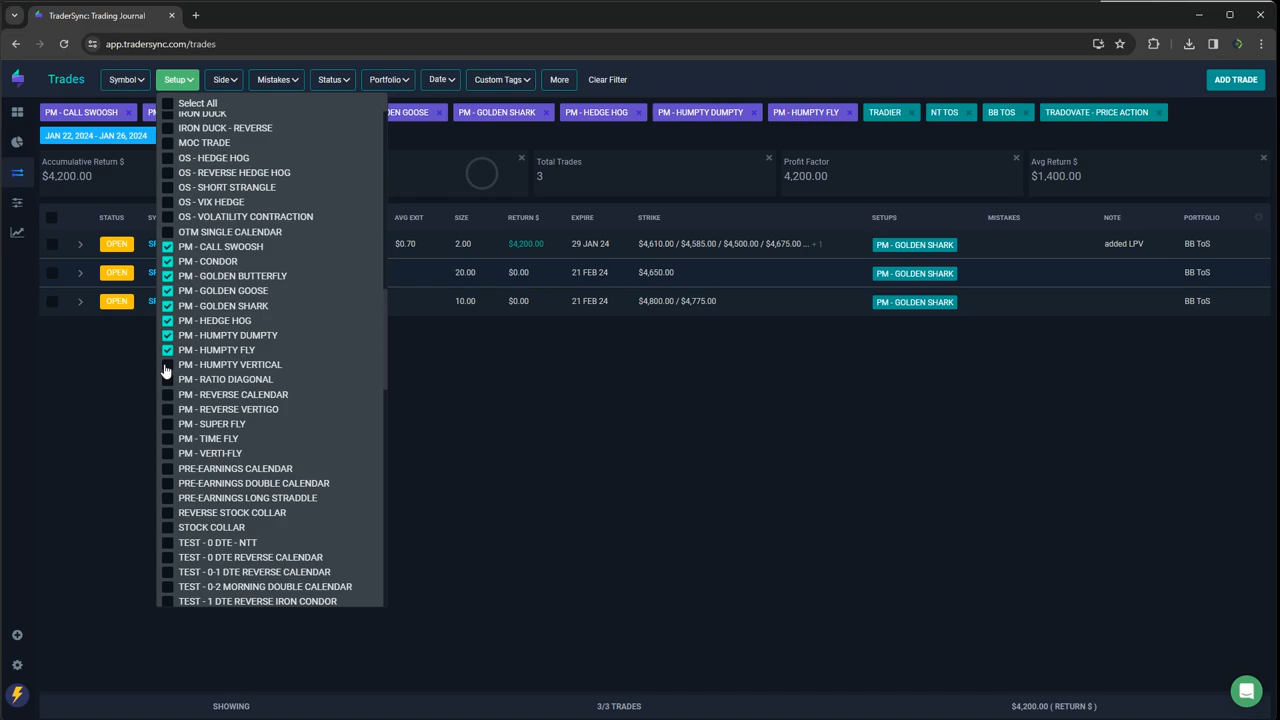 TraderSync: Trading Journal
app.tradersync.com/trades
Trades
Symbol
Setup
Side
Mistakes
Status
Portfolio
Date
Custom Tags
More
Clear Filter
ADD TRADE
PM - CALL SWOOSH
PM - GOLDEN SHARK
PM - HEDGE HOG
PM - HUMPTY DUMPTY
PM - HUMPTY FLY
TRADIER
NT TOS
BB TOS
TRADOVATE - PRICE ACTION
JAN 22, 2024 - JAN 26, 2024
Accumulative Return $
$4,200.00
Total Trades
3
Profit Factor
4,200.00
Avg Return $
$1,400.00
STATUS
AVG EXIT
SIZE
RETURN $
EXPIRE
STRIKE
SETUPS
MISTAKES
NOTE
PORTFOLIO
OPEN
$0.70
2.00
$4,200.00
29 JAN 24
$4,610.00 / $4,585.00 / $4,500.00 / $4,675.00 ... + 1
PM - GOLDEN SHARK
added LPV
BB ToS
OPEN
20.00
$0.00
21 FEB 24
$4,650.00
PM - GOLDEN SHARK
BB ToS
OPEN
10.00
$0.00
21 FEB 24
$4,800.00 / $4,775.00
PM - GOLDEN SHARK
BB ToS
Select All
IRON DUCK
IRON DUCK - REVERSE
MOC TRADE
OS - HEDGE HOG
OS - REVERSE HEDGE HOG
OS - SHORT STRANGLE
OS - VIX HEDGE
OS - VOLATILITY CONTRACTION
OTM SINGLE CALENDAR
PM - CALL SWOOSH
PM - CONDOR
PM - GOLDEN BUTTERFLY
PM - GOLDEN GOOSE
PM - GOLDEN SHARK
PM - HEDGE HOG
PM - HUMPTY DUMPTY
PM - HUMPTY FLY
PM - HUMPTY VERTICAL
PM - RATIO DIAGONAL
PM - REVERSE CALENDAR
PM - REVERSE VERTIGO
PM - SUPER FLY
PM - TIME FLY
PM - VERTI-FLY
PRE-EARNINGS CALENDAR
PRE-EARNINGS DOUBLE CALENDAR
PRE-EARNINGS LONG STRADDLE
REVERSE STOCK COLLAR
STOCK COLLAR
TEST - 0 DTE - NTT
TEST - 0 DTE REVERSE CALENDAR
TEST - 0-1 DTE REVERSE CALENDAR
TEST - 0-2 MORNING DOUBLE CALENDAR
TEST - 1 DTE REVERSE IRON CONDOR
SHOWING
3/3 TRADES
$4,200.00 ( RETURN $ )